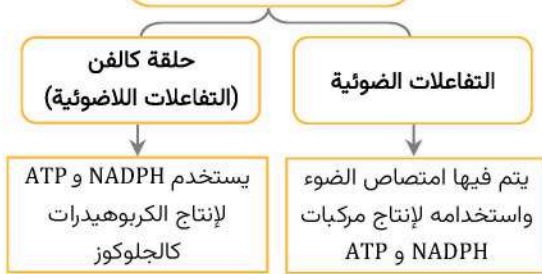 التفاعلات الضوئية
حلقة كالفن
(التفاعلات اللاضوئية)
يتم فيها امتصاص الضوء
واستخدامه لإنتاج مركبات
NADPH و ATP
يستخدم NADPH و ATP
لإنتاج الكربوهيدرات
كالجلوكوز